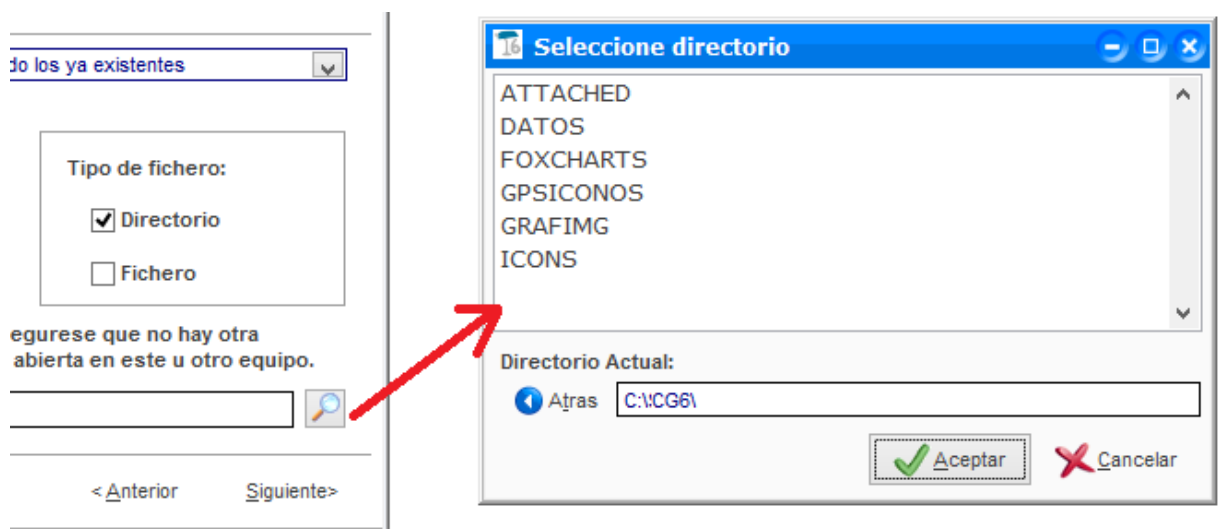 do los ya existentes
Tipo de fichero:
Directorio
Fichero
egurese que no hay otra
abierta en este u otro equipo.
<Anterior
Siguiente>
Seleccione directorio
ATTACHED
DATOS
FOXCHARTS
GPSICONOS
GRAFIMG
ICONS
Directorio Actual:
Atras
C:\!CG6\
Aceptar
Cancelar